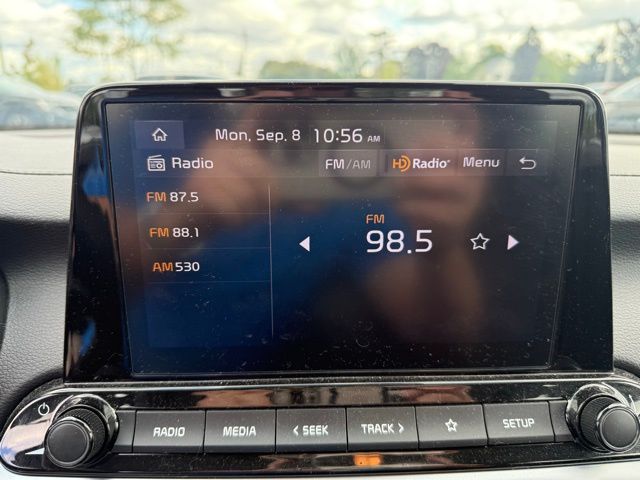 Mon, Sep. 8 10:56 AM
Radio FM/AM HD Radio® Menu
FM 87.5
FM 88.1
AM 530
FM
98.5
RADIO MEDIA < SEEK TRACK > SETUP